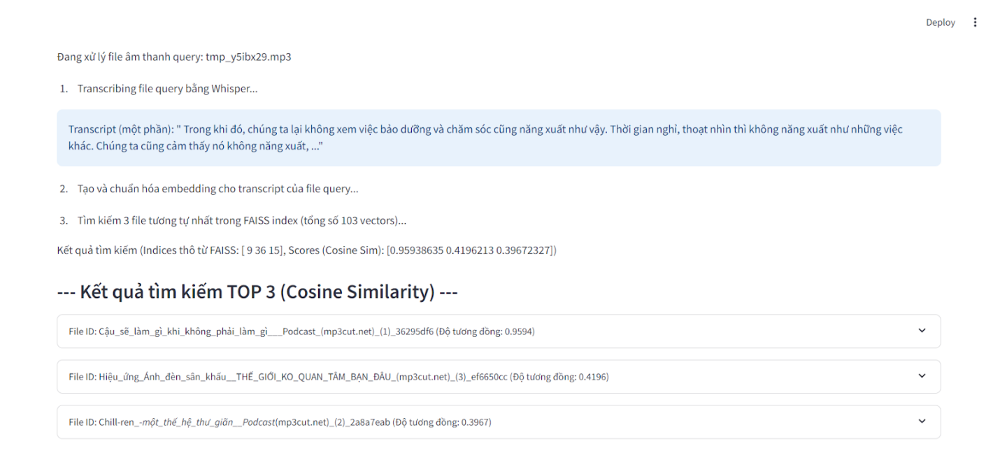 Deploy
Đang xử lý file âm thanh query: tmp_y5ibx29.mp3
1. Transcribing file query bằng Whisper...
Transcript (một phần): " Trong khi đó, chúng ta lại không xem việc bảo dưỡng và chăm sóc cũng năng xuất như vậy. Thời gian nghỉ, thoạt nhìn thì không năng xuất như những việc
khác. Chúng ta cũng cảm thấy nó không năng xuất, ..."
2. Tạo và chuẩn hóa embedding cho transcript của file query...
3. Tìm kiếm 3 file tương tự nhất trong FAISS index (tổng số 103 vectors)...
Kết quả tìm kiếm (Indices thô từ FAISS: [ 9 36 15], Scores (Cosine Sim): [0.95938635 0.4196213 0.39672327])
--- Kết quả tìm kiếm TOP 3 (Cosine Similarity) ---
File ID: Cậu_sẽ_làm_gì_khi_không_phải_làm_gì___Podcast_(mp3cut.net)_(1)_36295df6 (Độ tương đồng: 0.9594)
File ID: Hiệu_ứng_Ánh_đèn_sân_khấu__THẾ_GIỚI_KO_QUAN_TÂM_BẠN_ĐÂU_(mp3cut.net)_(3)_ef6650cc (Độ tương đồng: 0.4196)
File ID: Chill-ren_-một_thế_hệ_thư_giãn__Podcast(mp3cut.net)_(2)_2a8a7eab (Độ tương đồng: 0.3967)